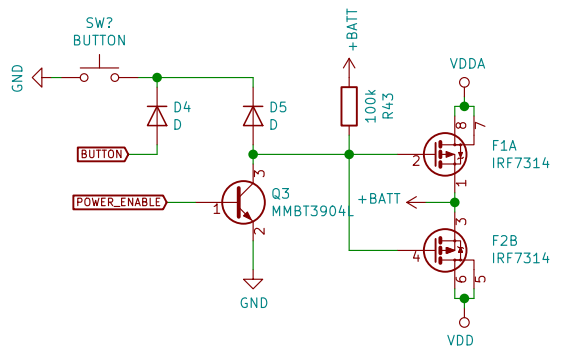 SW?
BUTTON
GND
+BATT
VDDA
D4
D
D5
D
100k
R43
8
7
F1A
IRF7314
BUTTON
2
3
1
Q3
MMBT3904L
POWER_ENABLE
1
2
+BATT
3
F2B
IRF7314
4
6
5
GND
VDD